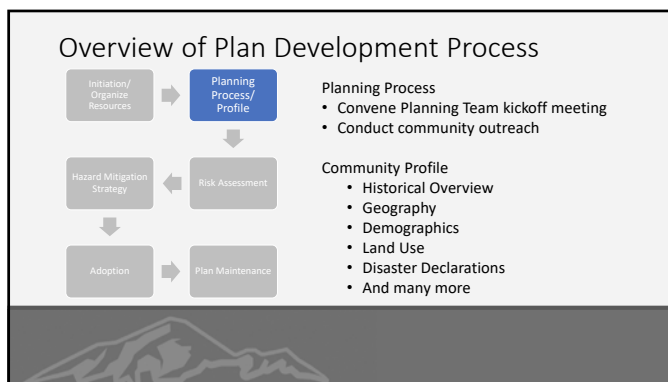 Overview of Plan Development Process
Initiation/
Organize
Resources
Planning
Process/
Profile
Hazard Mitigation
Strategy
Risk Assessment
Adoption
Plan Maintenance
Planning Process
• Convene Planning Team kickoff meeting
• Conduct community outreach
Community Profile
• Historical Overview
• Geography
• Demographics
• Land Use
• Disaster Declarations
• And many more